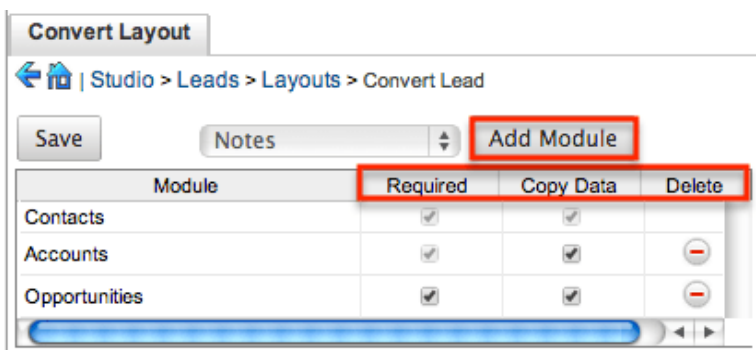 Convert Layout
| Studio > Leads > Layouts > Convert Lead
Save Notes Add Module
Module Required Copy Data Delete
Contacts
Accounts
Opportunities